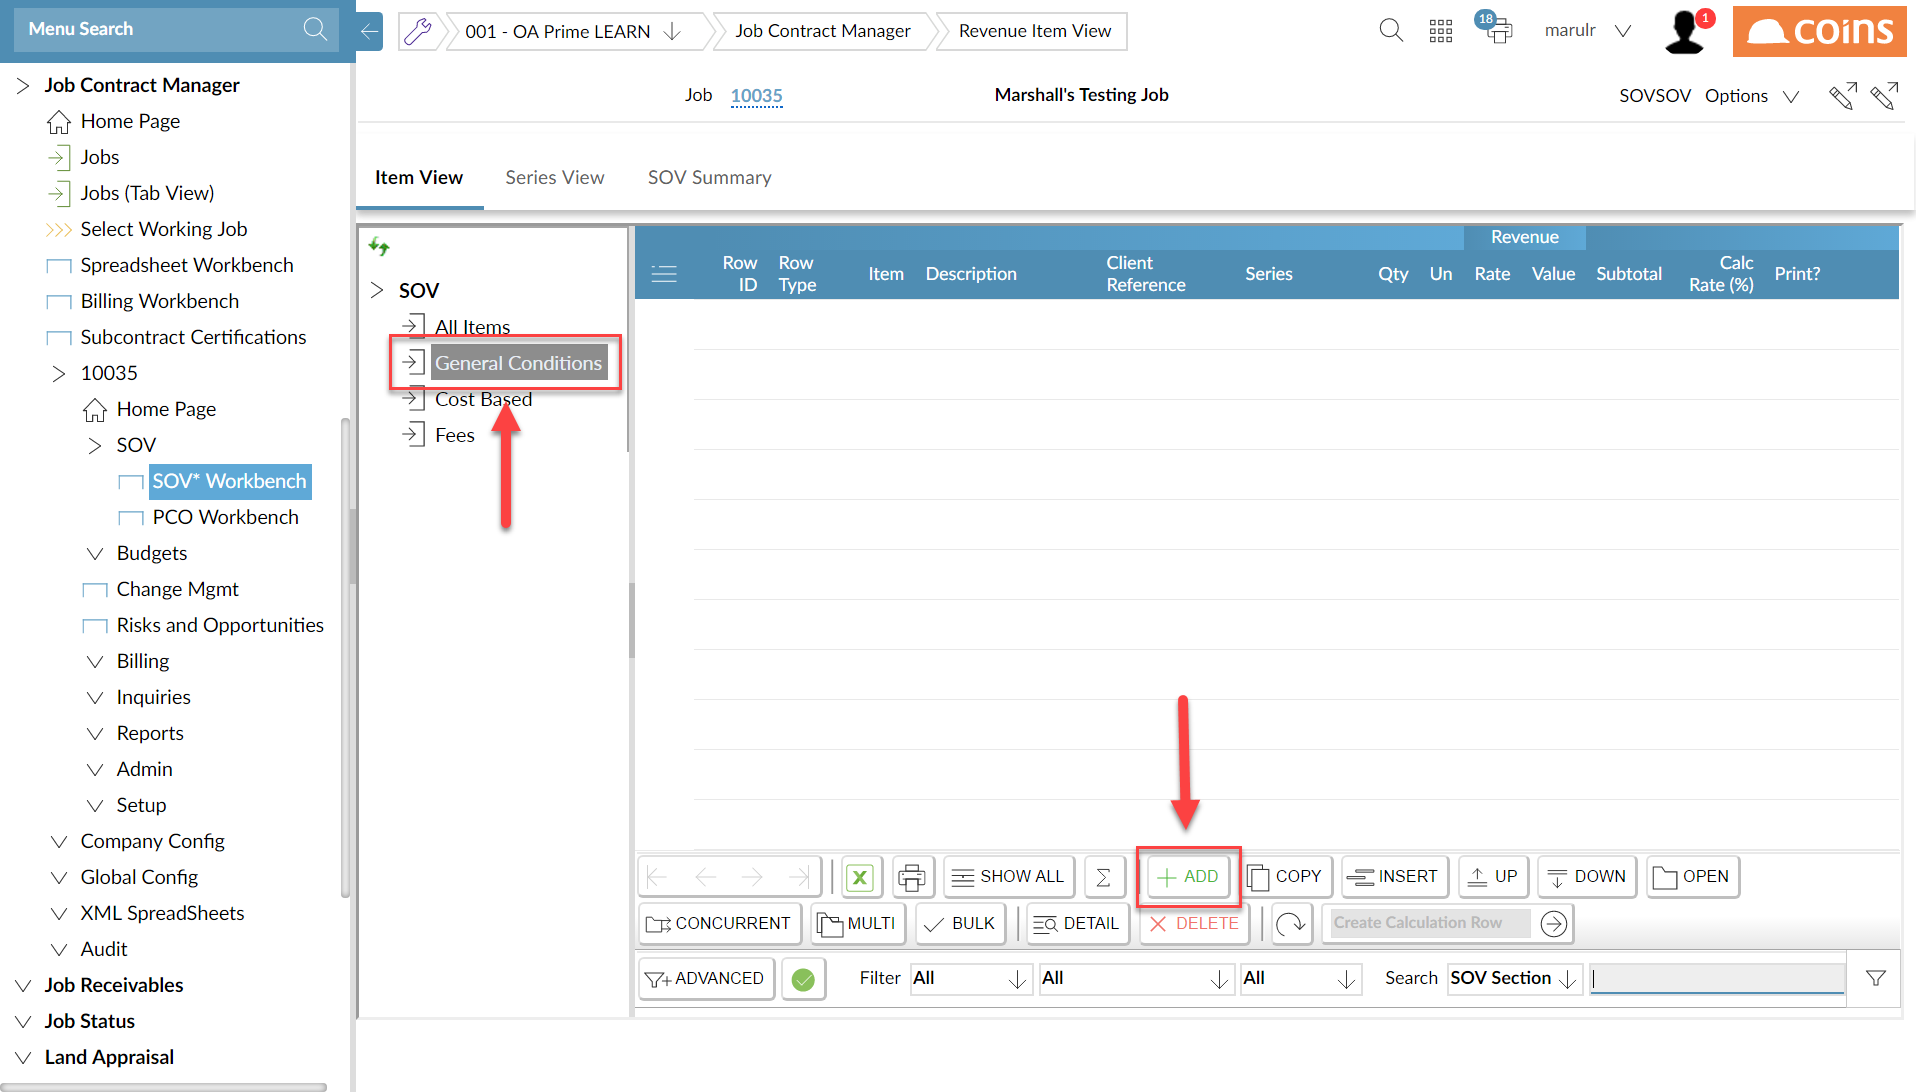 Menu Search
001 - OA Prime LEARN
Job Contract Manager
Revenue Item View
18
marulr
1
coins
Job 10035
Marshall's Testing Job
SOVSOV Options
Job Contract Manager
Home Page
Jobs
Jobs (Tab View)
Select Working Job
Spreadsheet Workbench
Billing Workbench
Subcontract Certifications
10035
Home Page
SOV
SOV* Workbench
PCO Workbench
Budgets
Change Mgmt
Risks and Opportunities
Billing
Inquiries
Reports
Admin
Setup
Company Config
Global Config
XML SpreadSheets
Audit
Job Receivables
Job Status
Land Appraisal
Item View
Series View
SOV Summary
SOV
All Items
General Conditions
Cost Based
Fees
Revenue
Row ID
Row Type
Item
Description
Client Reference
Series
Qty
Un
Rate
Value
Subtotal
Calc Rate (%)
Print?
SHOW ALL
ADD
COPY
INSERT
UP
DOWN
OPEN
CONCURRENT
MULTI
BULK
DETAIL
DELETE
Create Calculation Row
ADVANCED
Filter All
All
All
Search SOV Section